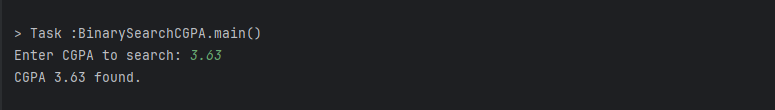 > Task :BinarySearchCGPA.main()
Enter CGPA to search: 3.63
CGPA 3.63 found.